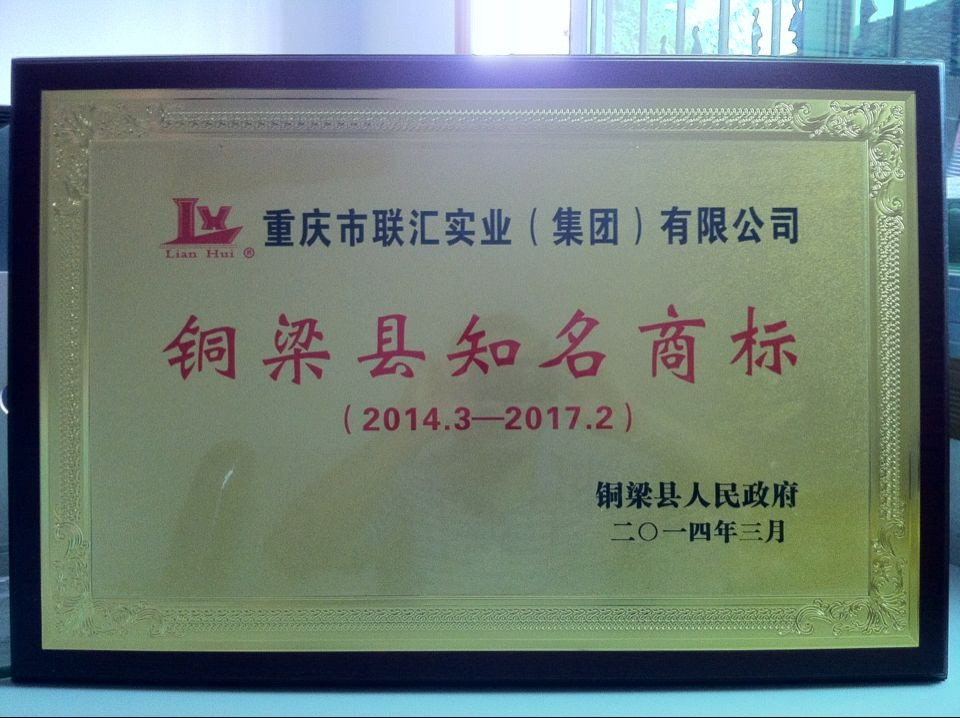 LH
Lian Hui ®
重庆市联汇实业（集团）有限公司
铜梁县知名商标
（2014.3—2017.2）
铜梁县人民政府
二〇一四年三月